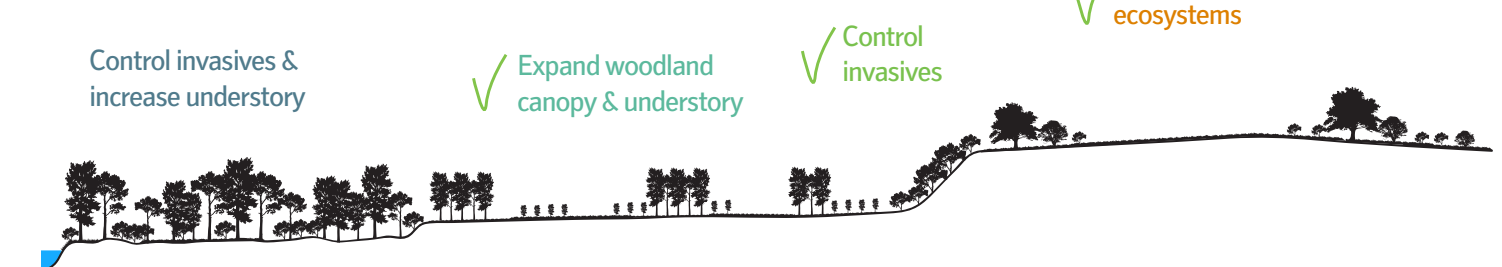 ecosystems
Control invasives &
increase understory
Expand woodland
canopy & understory
Control
invasives